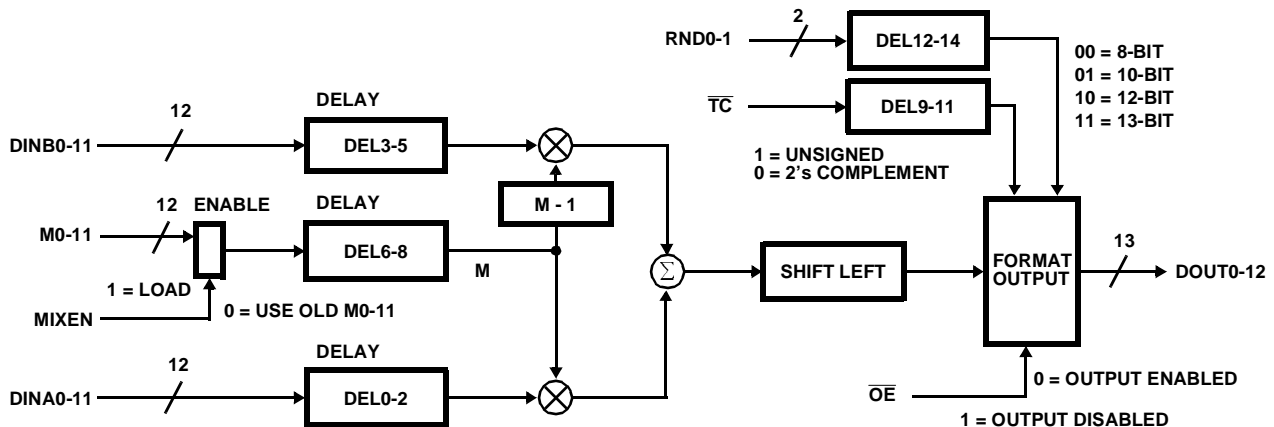 RND0-1
2
DEL12-14
00 = 8-BIT
01 = 10-BIT
10 = 12-BIT
11 = 13-BIT
TC
DEL9-11
1 = UNSIGNED
0 = 2's COMPLEMENT
DINB0-11
12
DELAY
DEL3-5
M - 1
M0-11
12
ENABLE
DELAY
DEL6-8
M
1 = LOAD
MIXEN
0 = USE OLD M0-11
Σ
SHIFT LEFT
FORMAT
OUTPUT
13
DOUT0-12
DINA0-11
12
DELAY
DEL0-2
OE
0 = OUTPUT ENABLED
1 = OUTPUT DISABLED